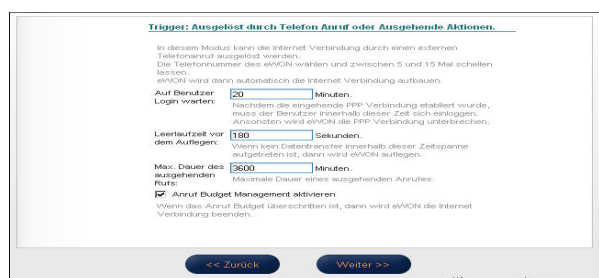 Trigger: Ausgelöst durch Telefon Anruf oder Ausgehende Aktionen.
In diesem Modus kann die Internet Verbindung durch einen externen
Telefonanruf ausgelöst werden.
Die Telefonnummer des eWON wählen und zwischen 5 und 15 Mal schellen
lassen.
eWON wird dann automatisch die Internet Verbindung aufbauen.
Auf Benutzer 20 Minuten.
Login warten:
Nachdem die eingehende PPP Verbindung etabliert wurde,
muss der Benutzer innerhalb dieser Zeit sich einloggen.
Ansonsten wird eWON die PPP Verbindung unterbrechen.
Leerlaufzeit vor 180 Sekunden.
dem Auflegen:
Wenn kein Datentransfer innerhalb dieser Zeitspanne
aufgetreten ist, dann wird eWON auflegen.
Max. Dauer des 3600 Minuten.
ausgehenden
Rufs:
Maximale Dauer eines ausgehenden Anrufes.
Anruf Budget Management aktivieren
Wenn das Anruf Budget überschritten ist, dann wird eWON die Internet
Verbindung beenden.
<< Zurück Weiter >>